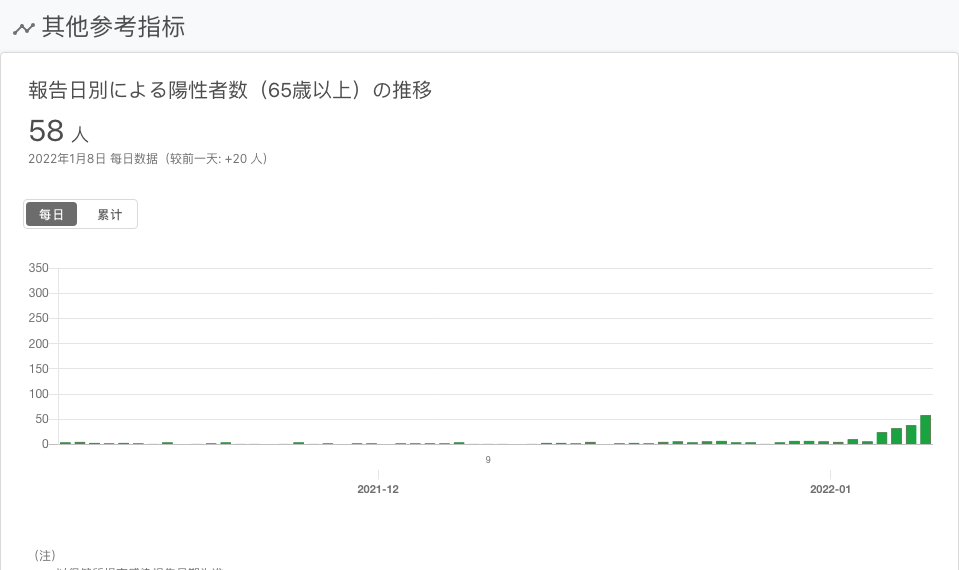 其他参考指标
報告日別による陽性者数（65歳以上）の推移
58 人
2022年1月8日 每日数据（较前一天: +20 人）
每日 累计
350
300
250
200
150
100
50
0
9
2021-12 2022-01
（注）